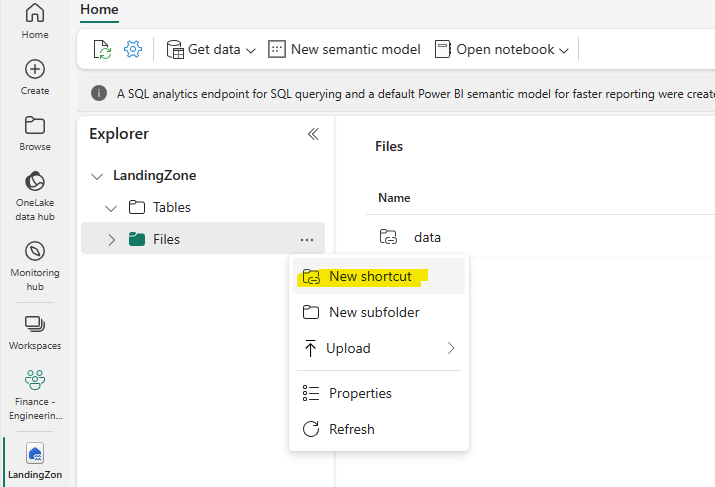 Home
Home
Create
Browse
OneLake
data hub
Monitoring
hub
Workspaces
Finance -
Engineerin...
LandingZon
Get data
New semantic model
Open notebook
A SQL analytics endpoint for SQL querying and a default Power BI semantic model for faster reporting were create
Explorer
LandingZone
Tables
Files
...
New shortcut
New subfolder
Upload
Properties
Refresh
Files
Name
data